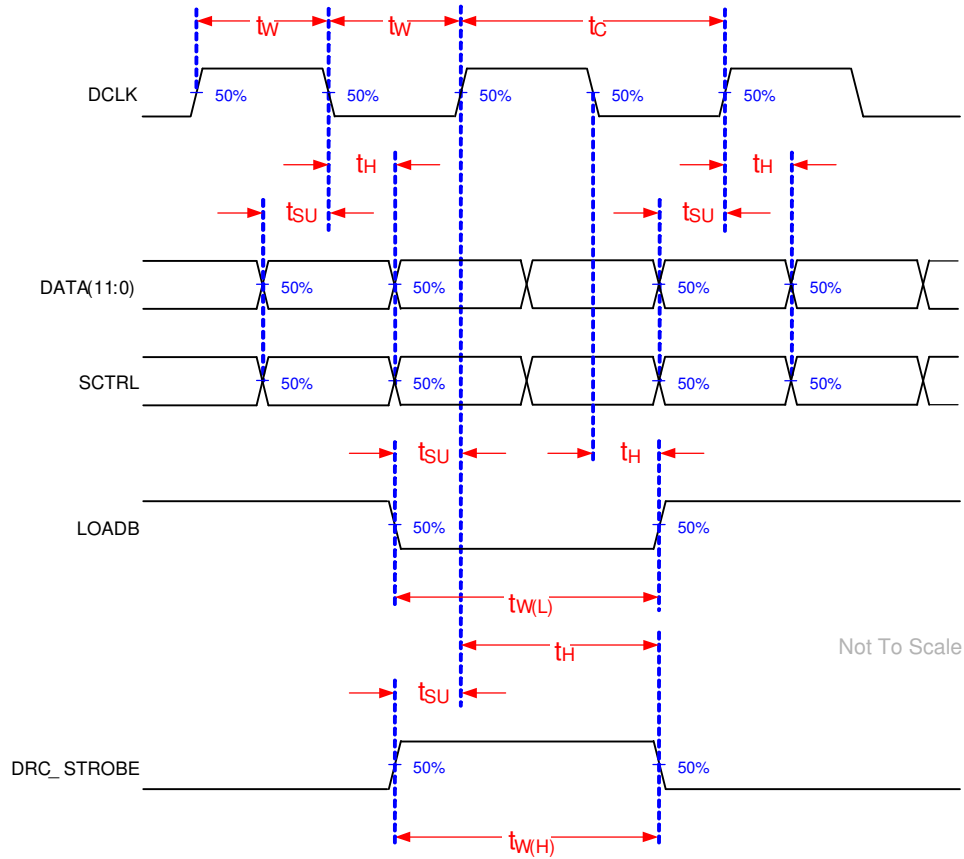 tW tW tC
DCLK 50% 50% 50% 50% 50%
tH tH
tSU tSU
DATA(11:0) 50% 50% 50% 50%
SCTRL 50% 50% 50% 50%
tSU tH
LOADB 50% 50%
tW(L)
tH Not To Scale
tSU
DRC_ STROBE 50% 50%
tW(H)